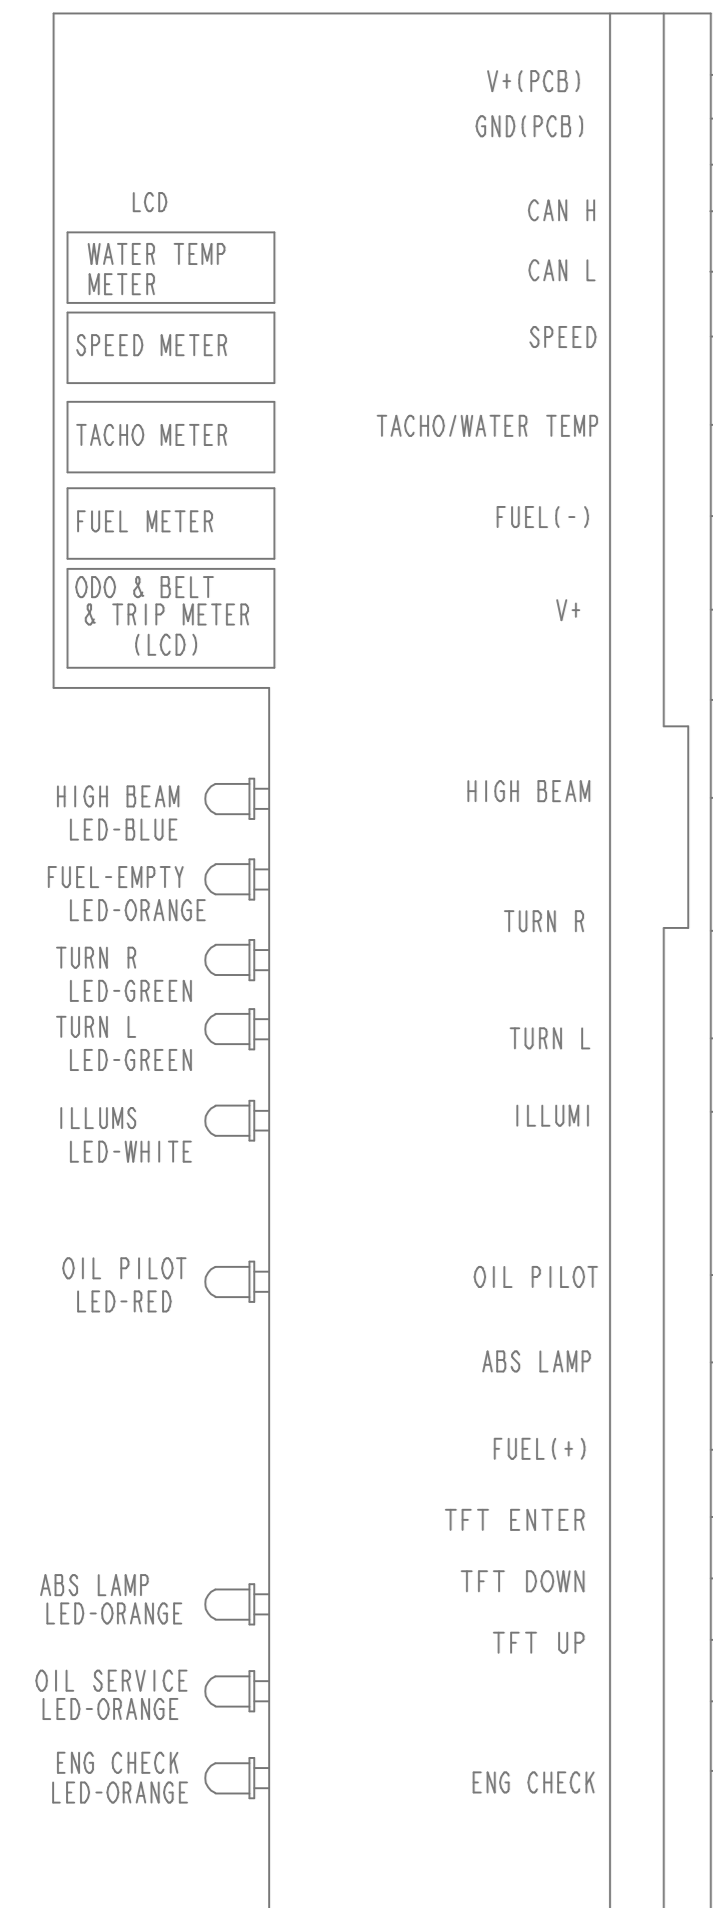 LCD
WATER TEMP
METER
SPEED METER
TACHO METER
FUEL METER
ODO & BELT
& TRIP METER
(LCD)
HIGH BEAM
LED-BLUE
FUEL-EMPTY
LED-ORANGE
TURN R
LED-GREEN
TURN L
LED-GREEN
ILLUMS
LED-WHITE
OIL PILOT
LED-RED
ABS LAMP
LED-ORANGE
OIL SERVICE
LED-ORANGE
ENG CHECK
LED-ORANGE
V+(PCB)
GND(PCB)
CAN H
CAN L
SPEED
TACHO/WATER TEMP
FUEL(-)
V+
HIGH BEAM
TURN R
TURN L
ILLUMI
OIL PILOT
ABS LAMP
FUEL(+)
TFT ENTER
TFT DOWN
TFT UP
ENG CHECK